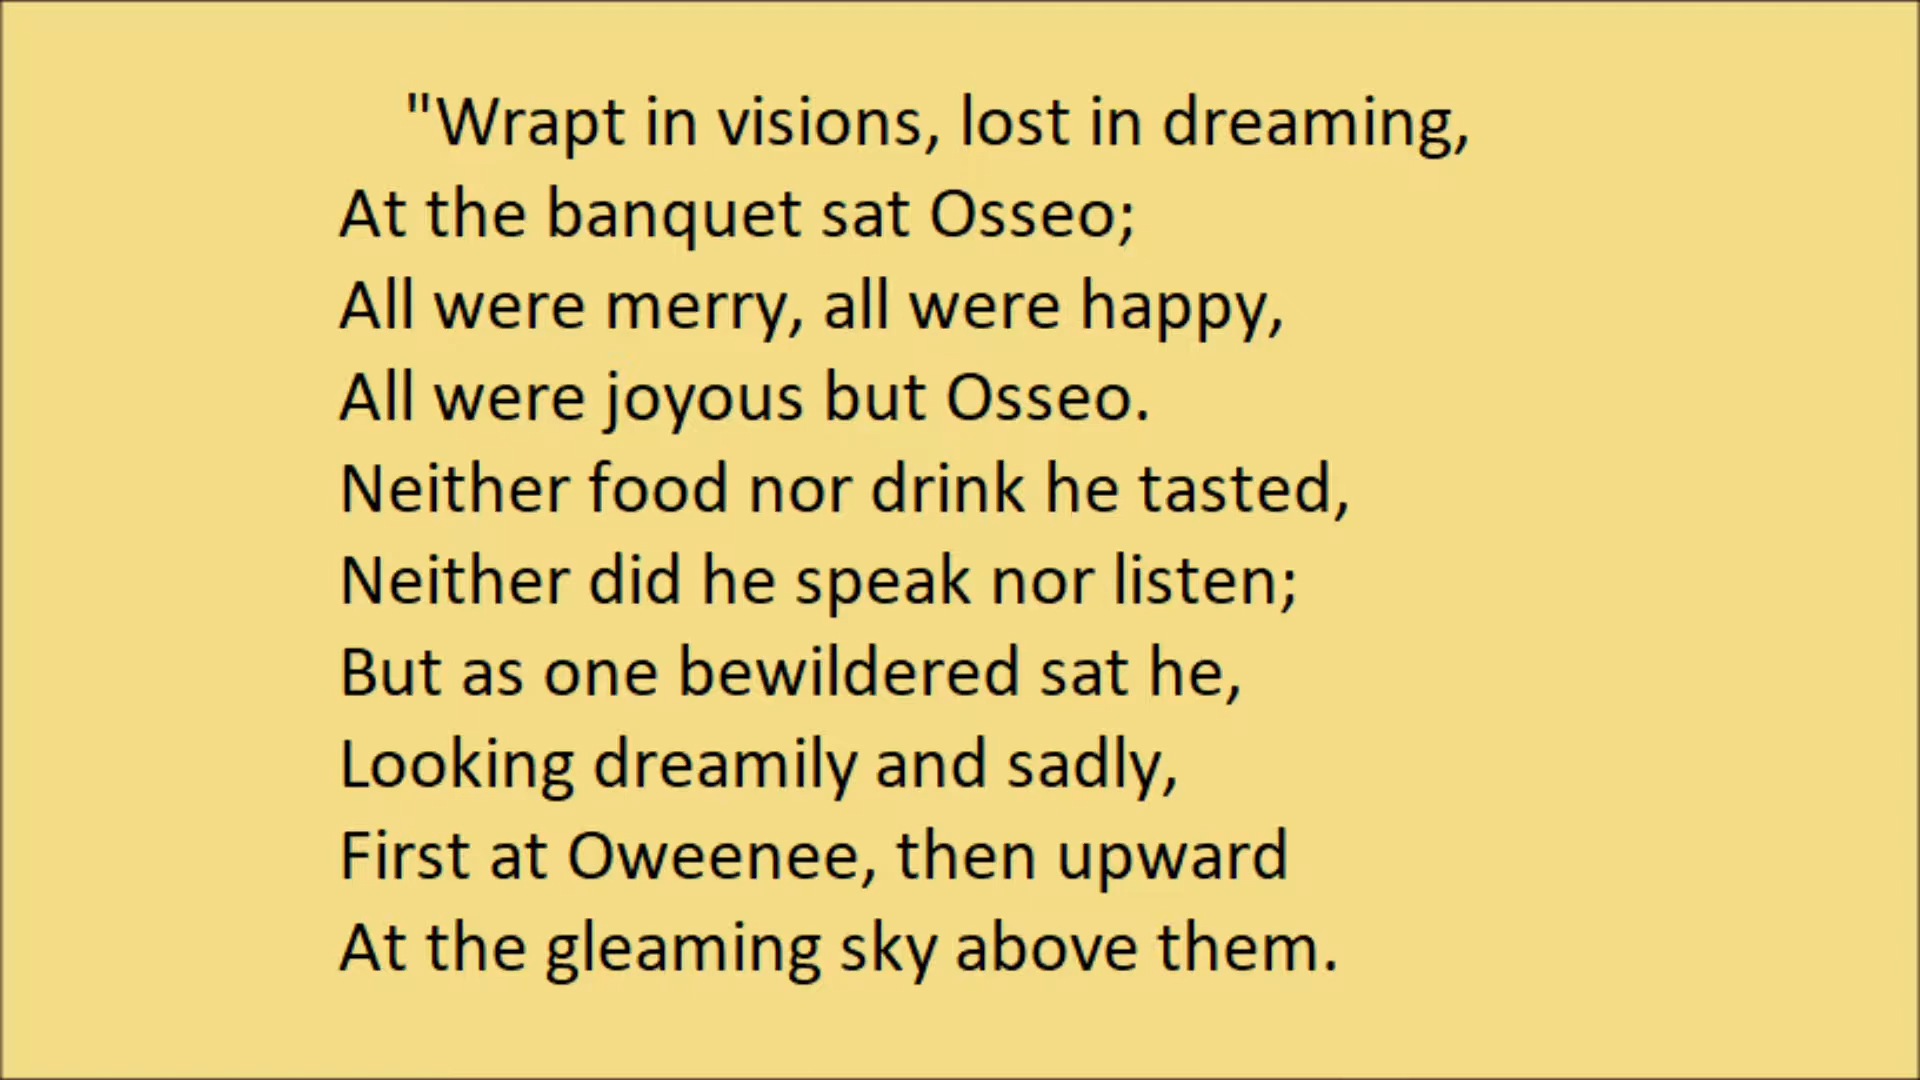 "Wrapt in visions, lost in dreaming,
At the banquet sat Osseo;
All were merry, all were happy,
All were joyous but Osseo.
Neither food nor drink he tasted,
Neither did he speak nor listen;
But as one bewildered sat he,
Looking dreamily and sadly,
First at Oweenee, then upward
At the gleaming sky above them.